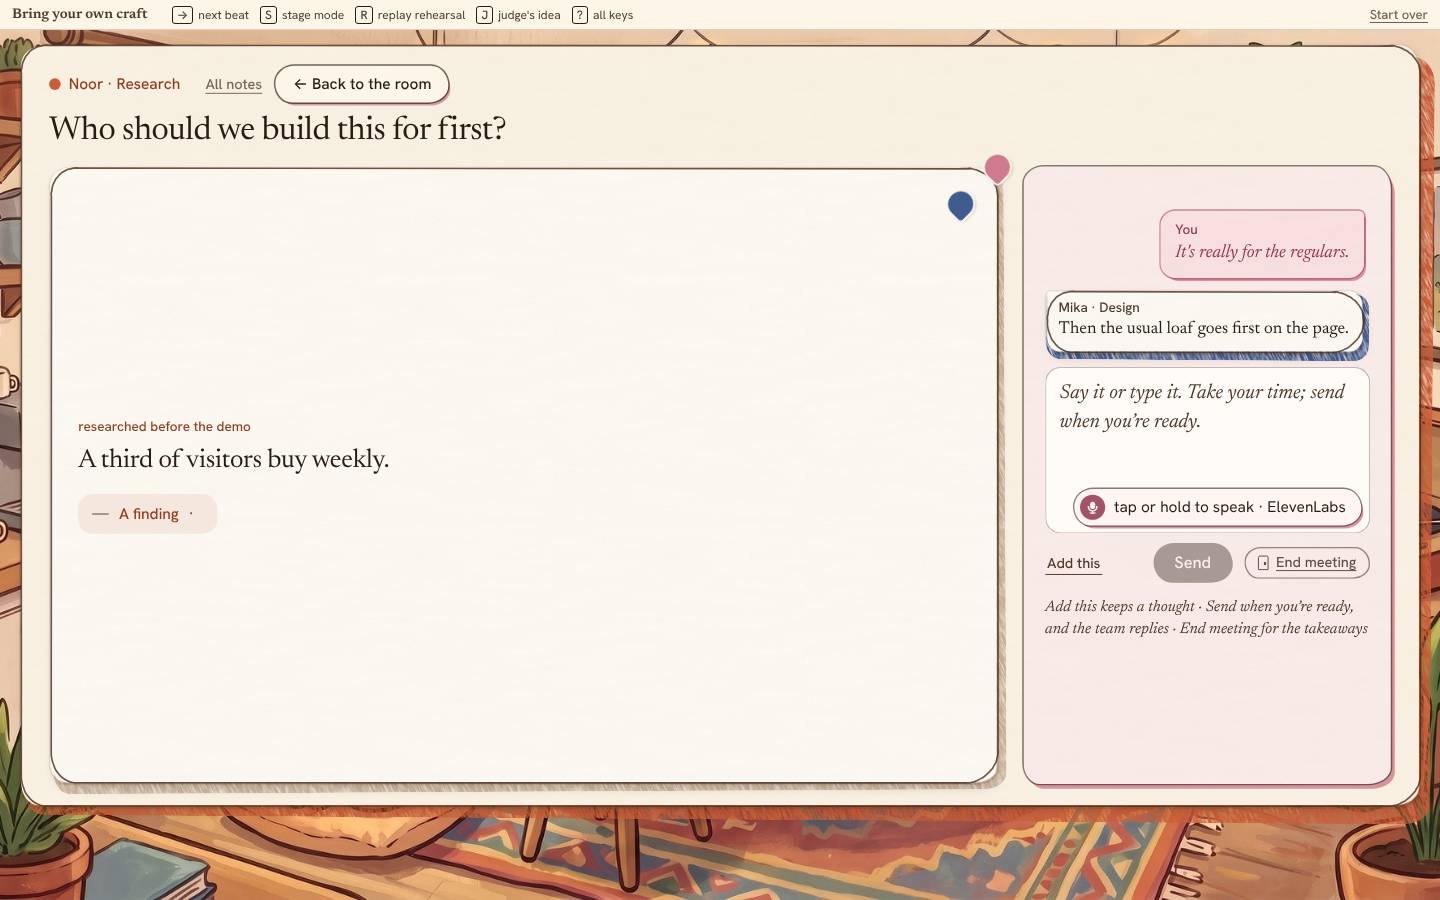 Bring your own craft → next beat S stage mode R replay rehearsal J judge's idea ? all keys Start over
Noor · Research All notes ← Back to the room
Who should we build this for first?
researched before the demo
A third of visitors buy weekly.
— A finding ·
You
It's really for the regulars.
Mika · Design
Then the usual loaf goes first on the page.
Say it or type it. Take your time; send
when you're ready.
tap or hold to speak · ElevenLabs
Add this Send End meeting
Add this keeps a thought · Send when you're ready,
and the team replies · End meeting for the takeaways